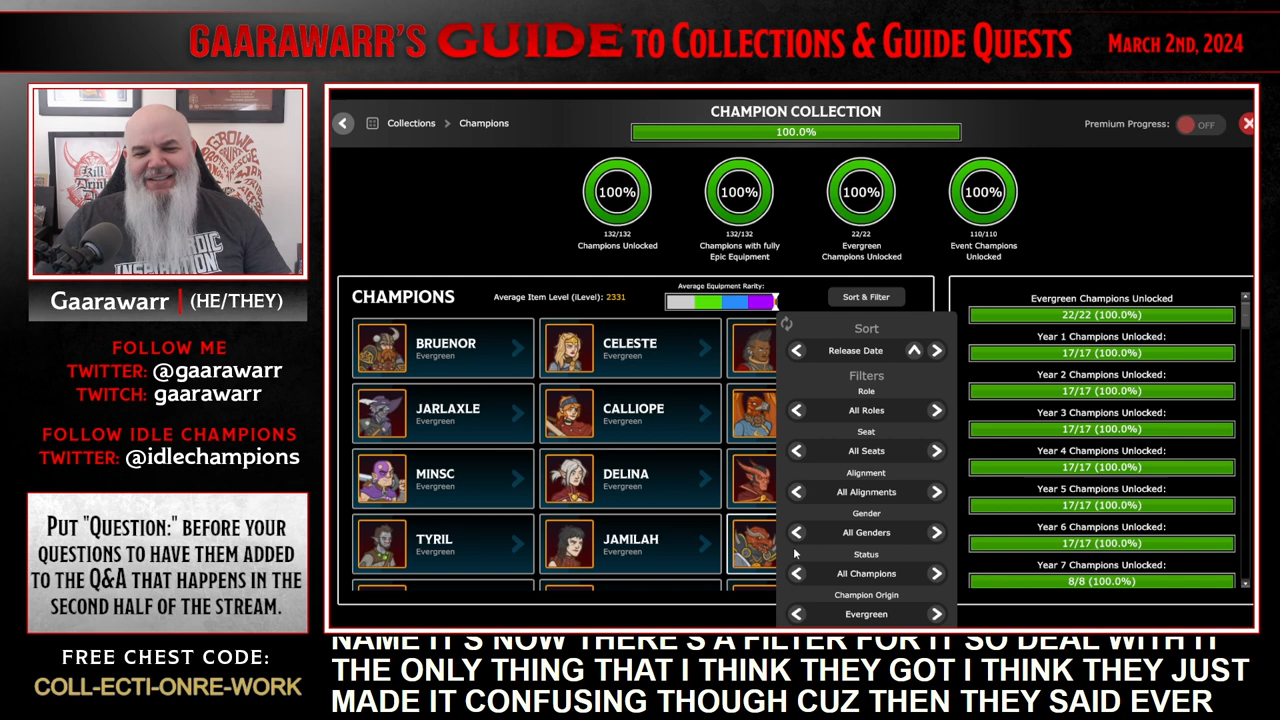 GAARAWARR'S GUIDE TO COLLECTIONS & GUIDE QUESTS
MARCH 2ND, 2024
Gaarawarr | (HE/THEY)
FOLLOW ME
TWITTER: @gaarawarr
TWITCH: gaarawarr
FOLLOW IDLE CHAMPIONS
TWITTER: @idlechampions
PUT "QUESTION:" BEFORE YOUR
QUESTIONS TO HAVE THEM ADDED
TO THE Q&A THAT HAPPENS IN THE
SECOND HALF OF THE STREAM.
FREE CHEST CODE:
COLL-ECTI-ONRE-WORK
Collections > Champions
CHAMPION COLLECTION
100.0%
Premium Progress: OFF
100%
132/132
Champions Unlocked
100%
132/132
Champions with fully
Epic Equipment
100%
22/22
Evergreen
Champions Unlocked
100%
110/110
Event Champions
Unlocked
CHAMPIONS
Average Item Level (iLevel): 2331
Average Equipment Rarity:
Sort & Filter
BRUENOR
Evergreen
CELESTE
Evergreen
JARLAXLE
Evergreen
CALLIOPE
Evergreen
MINSC
Evergreen
DELINA
Evergreen
TYRIL
Evergreen
JAMILAH
Evergreen
Sort
Release Date
Filters
Role
All Roles
Seat
All Seats
Alignment
All Alignments
Gender
All Genders
Status
All Champions
Champion Origin
Evergreen
Evergreen Champions Unlocked
22/22 (100.0%)
Year 1 Champions Unlocked:
17/17 (100.0%)
Year 2 Champions Unlocked:
17/17 (100.0%)
Year 3 Champions Unlocked:
17/17 (100.0%)
Year 4 Champions Unlocked:
17/17 (100.0%)
Year 5 Champions Unlocked:
17/17 (100.0%)
Year 6 Champions Unlocked:
17/17 (100.0%)
Year 7 Champions Unlocked:
8/8 (100.0%)
NAME IT'S NOW THERE'S A FILTER FOR IT SO DEAL WITH IT
THE ONLY THING THAT I THINK THEY GOT I THINK THEY JUST
MADE IT CONFUSING THOUGH CUZ THEN THEY SAID EVER